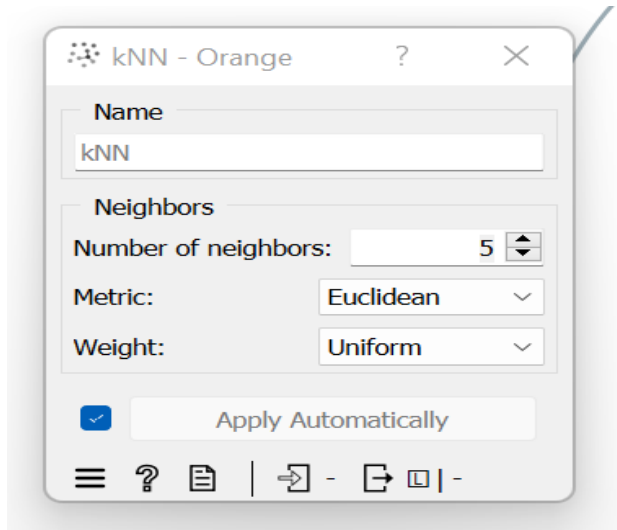 kNN - Orange ? ×
Name
kNN
Neighbors
Number of neighbors: 5
Metric: Euclidean
Weight: Uniform
Apply Automatically
? - L | -